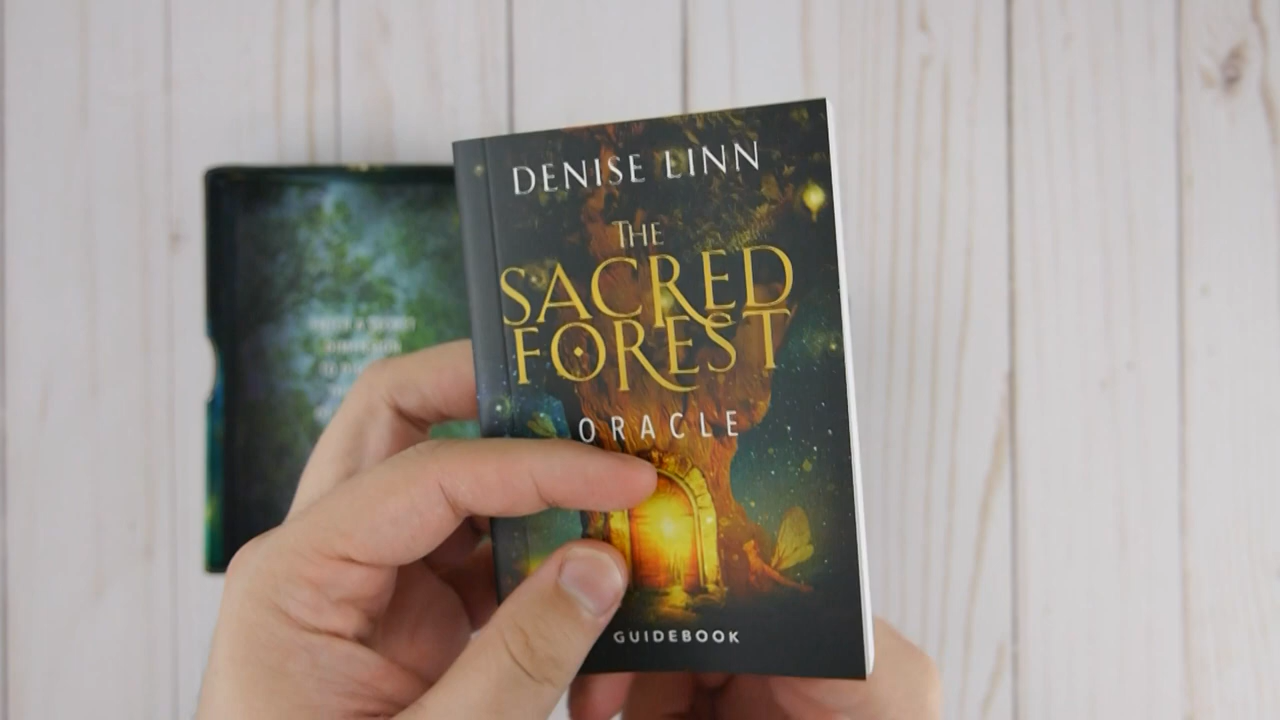 DENISE LINN
THE
SACRED
FOREST
ORACLE
GUIDEBOOK